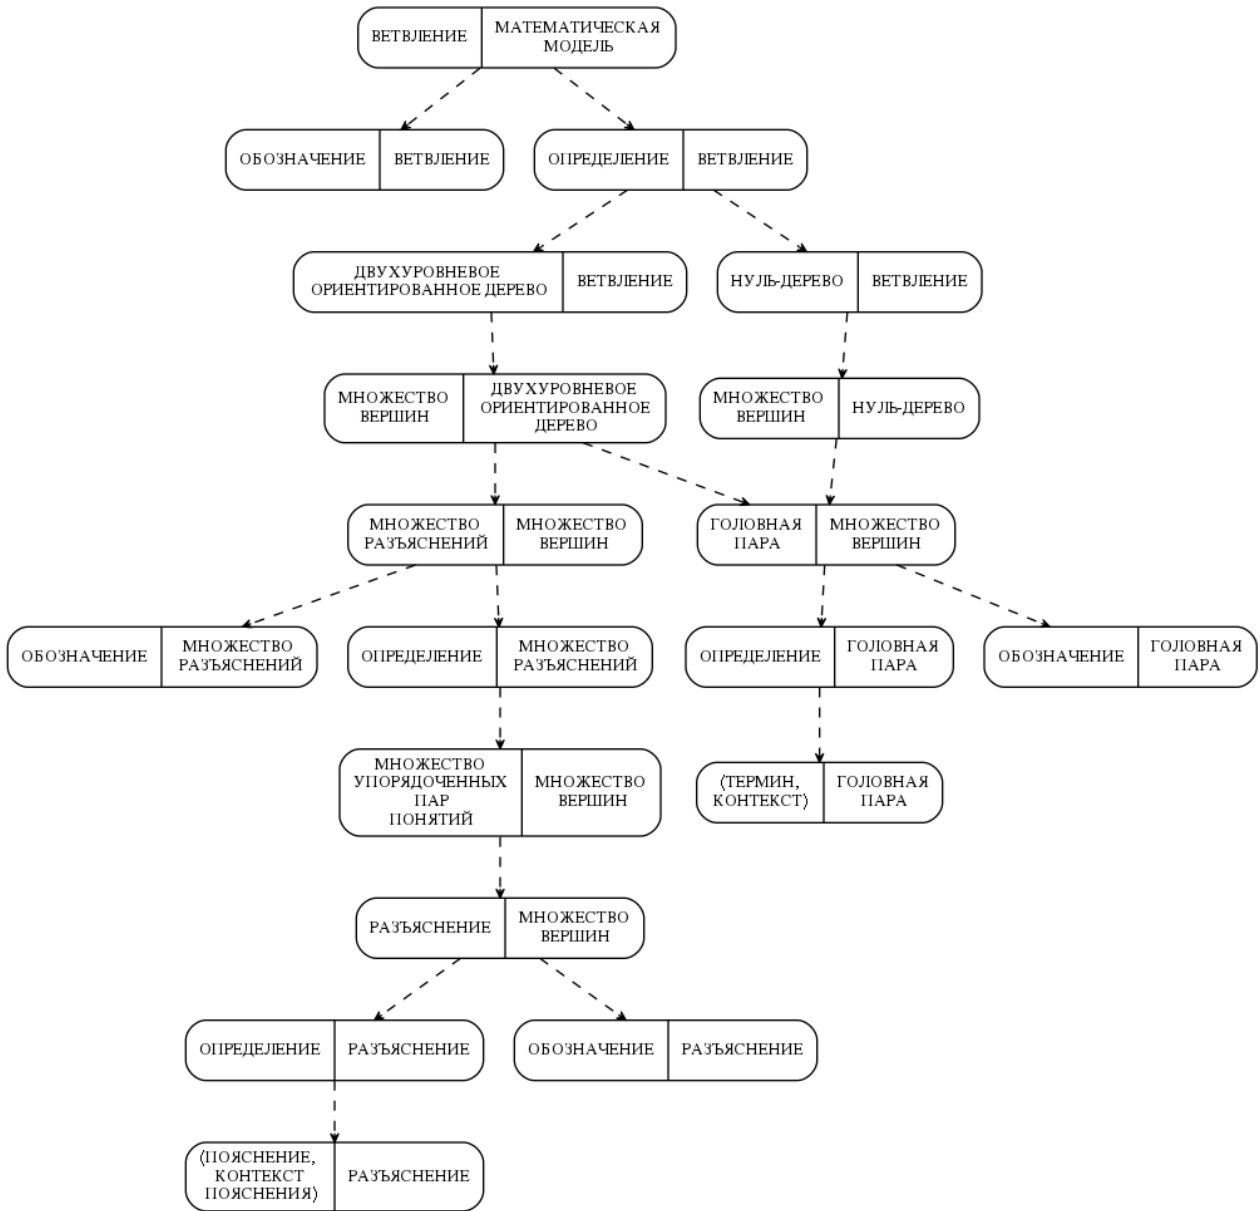 ВЕТВЛЕНИЕ
МАТЕМАТИЧЕСКАЯ
МОДЕЛЬ
ОБОЗНАЧЕНИЕ
ВЕТВЛЕНИЕ
ОПРЕДЕЛЕНИЕ
ВЕТВЛЕНИЕ
ДВУХУРОВНЕВОЕ
ОРИЕНТИРОВАННОЕ ДЕРЕВО
ВЕТВЛЕНИЕ
НУЛЬ-ДЕРЕВО
ВЕТВЛЕНИЕ
МНОЖЕСТВО
ВЕРШИН
ДВУХУРОВНЕВОЕ
ОРИЕНТИРОВАННОЕ
ДЕРЕВО
МНОЖЕСТВО
ВЕРШИН
НУЛЬ-ДЕРЕВО
МНОЖЕСТВО
РАЗЪЯСНЕНИЙ
МНОЖЕСТВО
ВЕРШИН
ГОЛОВНАЯ
ПАРА
МНОЖЕСТВО
ВЕРШИН
ОБОЗНАЧЕНИЕ
МНОЖЕСТВО
РАЗЪЯСНЕНИЙ
ОПРЕДЕЛЕНИЕ
МНОЖЕСТВО
РАЗЪЯСНЕНИЙ
ОПРЕДЕЛЕНИЕ
ГОЛОВНАЯ
ПАРА
ОБОЗНАЧЕНИЕ
ГОЛОВНАЯ
ПАРА
МНОЖЕСТВО
УПОРЯДОЧЕННЫХ
ПАР
ПОНЯТИЙ
МНОЖЕСТВО
ВЕРШИН
⟨ТЕРМИН,
КОНТЕКСТ⟩
ГОЛОВНАЯ
ПАРА
РАЗЪЯСНЕНИЕ
МНОЖЕСТВО
ВЕРШИН
ОПРЕДЕЛЕНИЕ
РАЗЪЯСНЕНИЕ
ОБОЗНАЧЕНИЕ
РАЗЪЯСНЕНИЕ
⟨ПОЯСНЕНИЕ,
КОНТЕКСТ
ПОЯСНЕНИЯ⟩
РАЗЪЯСНЕНИЕ